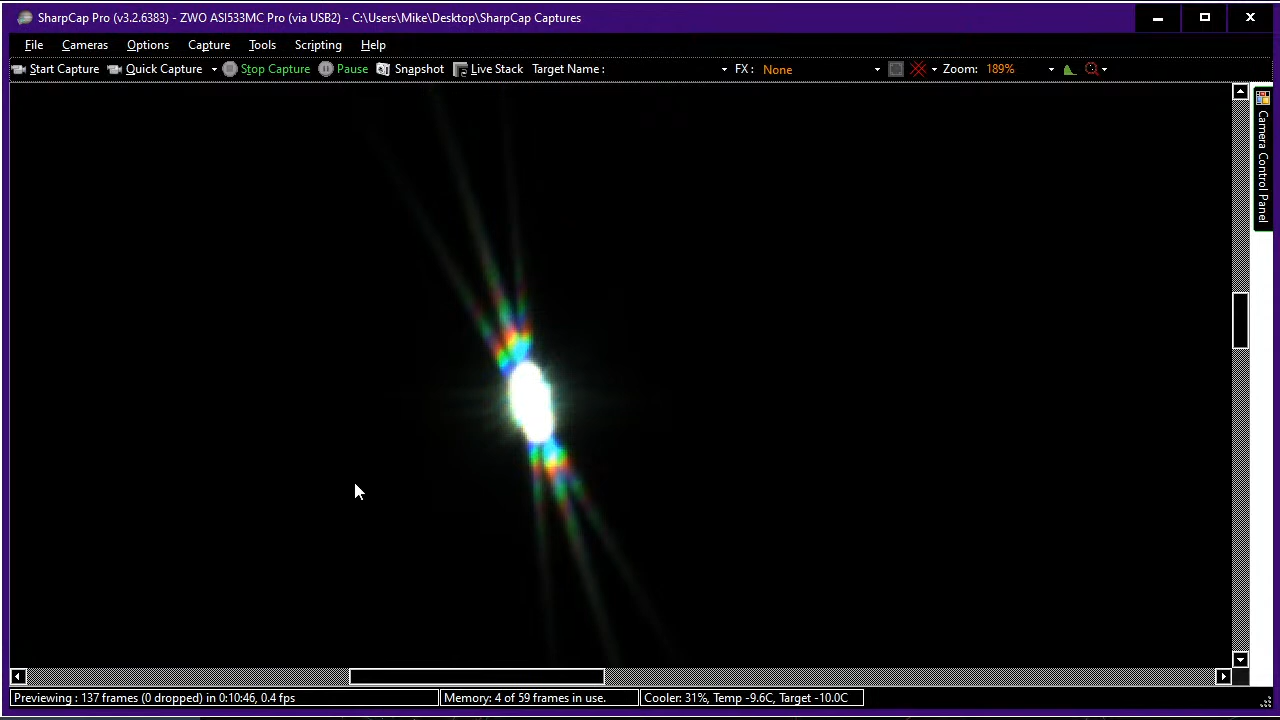 SharpCap Pro (v3.2.6383) - ZWO ASI533MC Pro (via USB2) - C:\Users\Mike\Desktop\SharpCap Captures
File Cameras Options Capture Tools Scripting Help
Start Capture Quick Capture Stop Capture Pause Snapshot Live Stack Target Name : FX : None Zoom: 189%
Camera Control Panel
Previewing : 137 frames (0 dropped) in 0:10:46, 0.4 fps Memory: 4 of 59 frames in use. Cooler: 31%, Temp -9.6C, Target -10.0C